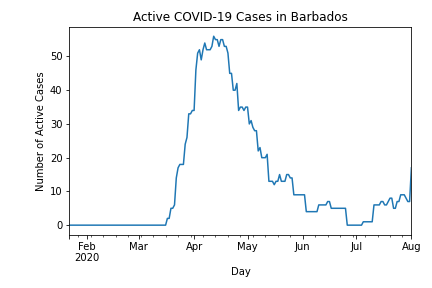 Active COVID-19 Cases in Barbados
Number of Active Cases
50
40
30
20
10
0
Feb Mar Apr May Jun Jul Aug
2020
Day